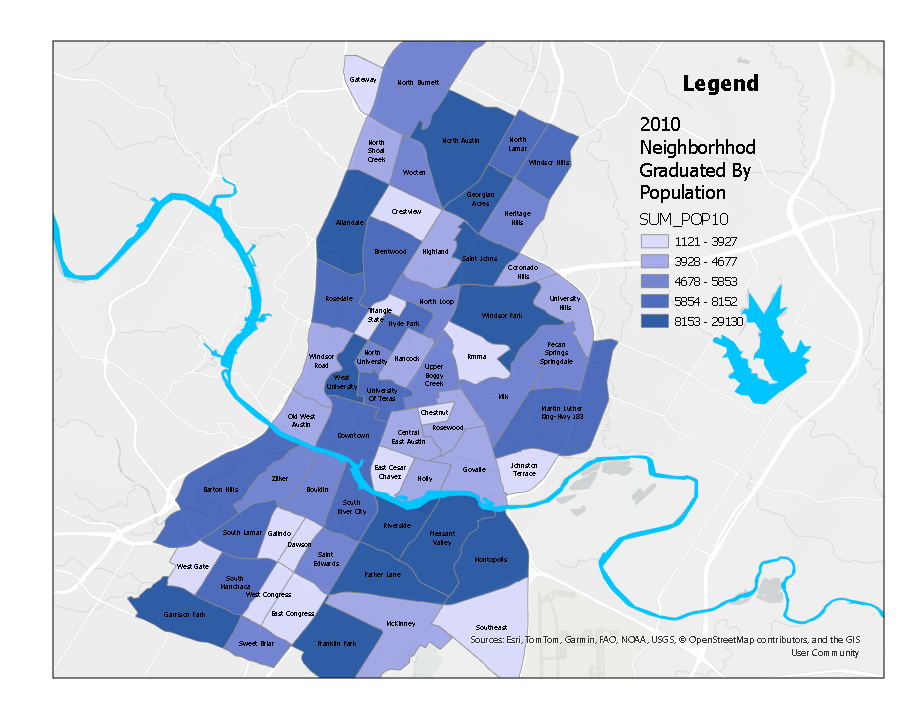 Legend
2010
Neighborhhod
Graduated By
Population
SUM_POP10
1121 - 3927
3928 - 4677
4678 - 5853
5854 - 8152
8153 - 29130
Gateway
North Burnett
North
Shoal
Creek
Wooten
North Austin
North
Lamar
Windsor Hills
Georgian
Acres
Heritage
Hills
Allandale
Crestview
Brentwood
Highland
Saint Johns
Coronado
Hills
Rosedale
Triangle
State
North Loop
Hyde Park
Windsor Park
University
Hills
Windsor
Road
North
University
Hancock
Upper
Boggy
Creek
Rmma
Pecan
Springs
Springdale
West
University
University
Of Texas
Mlk
Martin Luther
King-Hwy 183
Old West
Austin
Downtown
Chestnut
Central
East Austin
Rosewood
East Cesar
Chavez
Holly
Govalle
Johnston
Terrace
Barton Hills
Zilker
Bouldin
South
River City
Riverside
Pleasant
Valley
Montopolis
South Lamar
Galindo
Dawson
Saint
Edwards
Parker Lane
West Gate
South
Manchaca
West Congress
East Congress
Garrison Park
Sweet Briar
Franklin Park
McKinney
Southeast
Sources: Esri, TomTom, Garmin, FAO, NOAA, USGS, © OpenStreetMap contributors, and the GIS
User Community